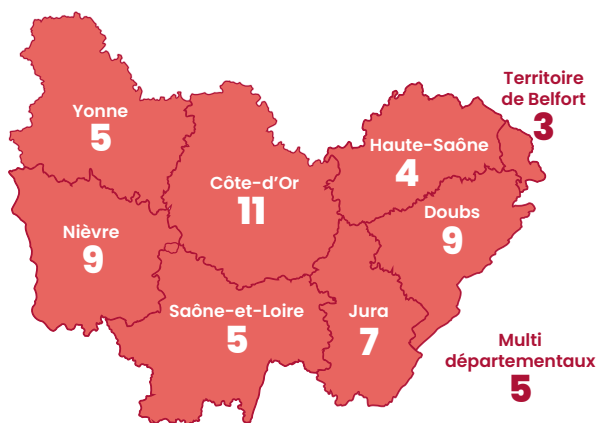 Territoire
de Belfort
3
Yonne
5
Haute-Saône
4
Côte-d'Or
11
Doubs
9
Nièvre
9
Saône-et-Loire
5
Jura
7
Multi
départementaux
5